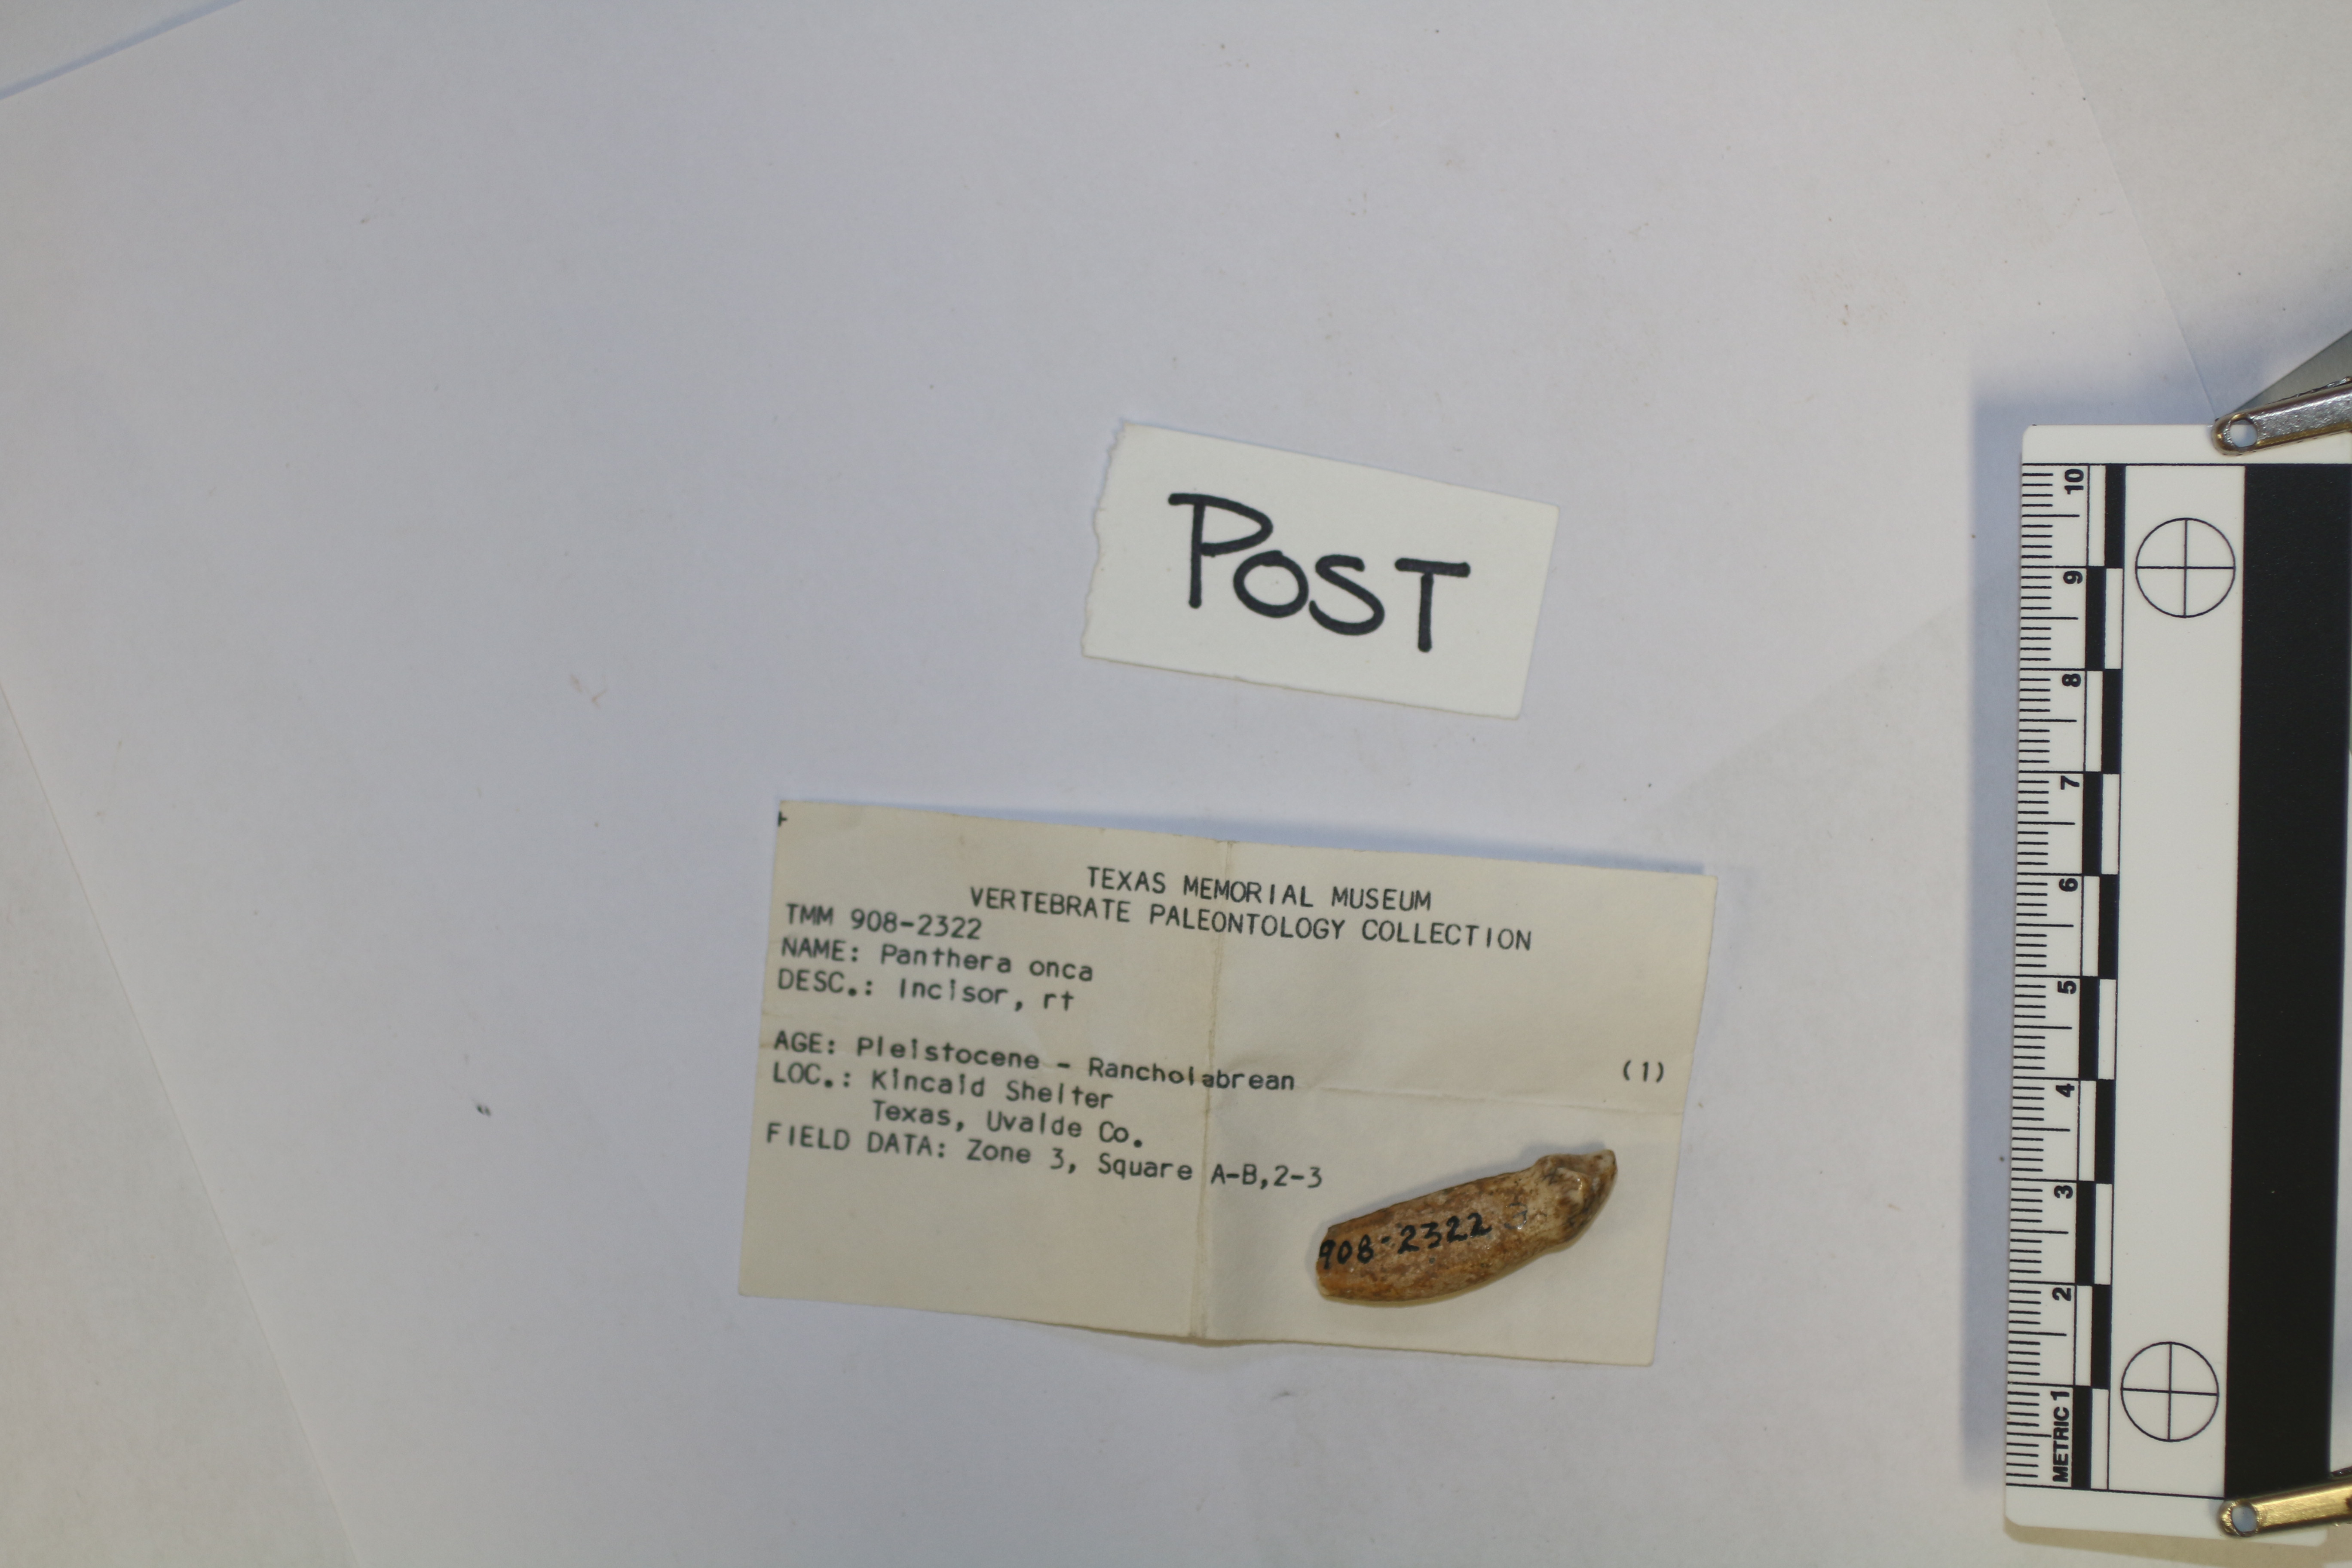 TEXAS MEMORIAL MUSEUM
VERTEBRATE PALEONTOLOGY COLLECTION
TMM 908-2322
NAME: Panthera onca
DESC.: Incisor, rt
(1)
AGE: Pleistocene - Rancholabrean
LOC.: Kincaid Shelter
Texas, Uvalde Co.
FIELD DATA: Zone 3, Square A-B,2-3
908-2322
POST
METRIC 1 2 3 4 5 6 7 8 9 10